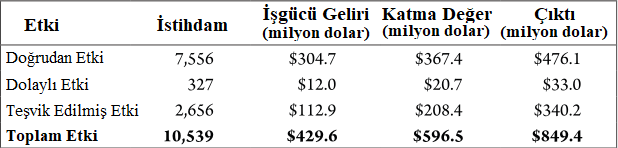 Etki İstihdam İşgücü Geliri (milyon dolar) Katma Değer (milyon dolar) Çıktı (milyon dolar)
Doğrudan Etki 7,556 $304.7 $367.4 $476.1
Dolaylı Etki 327 $12.0 $20.7 $33.0
Teşvik Edilmiş Etki 2,656 $112.9 $208.4 $340.2
Toplam Etki 10,539 $429.6 $596.5 $849.4